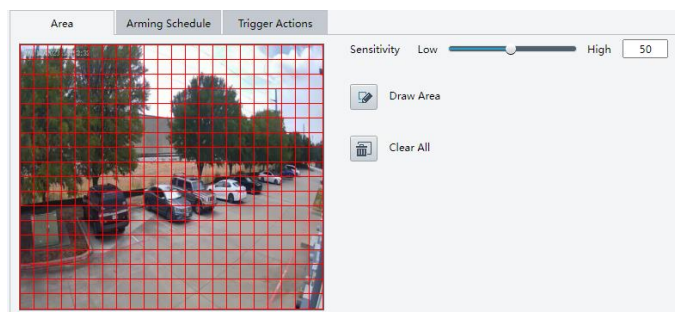 Area Arming Schedule Trigger Actions
Sensitivity Low High 50
Draw Area
Clear All